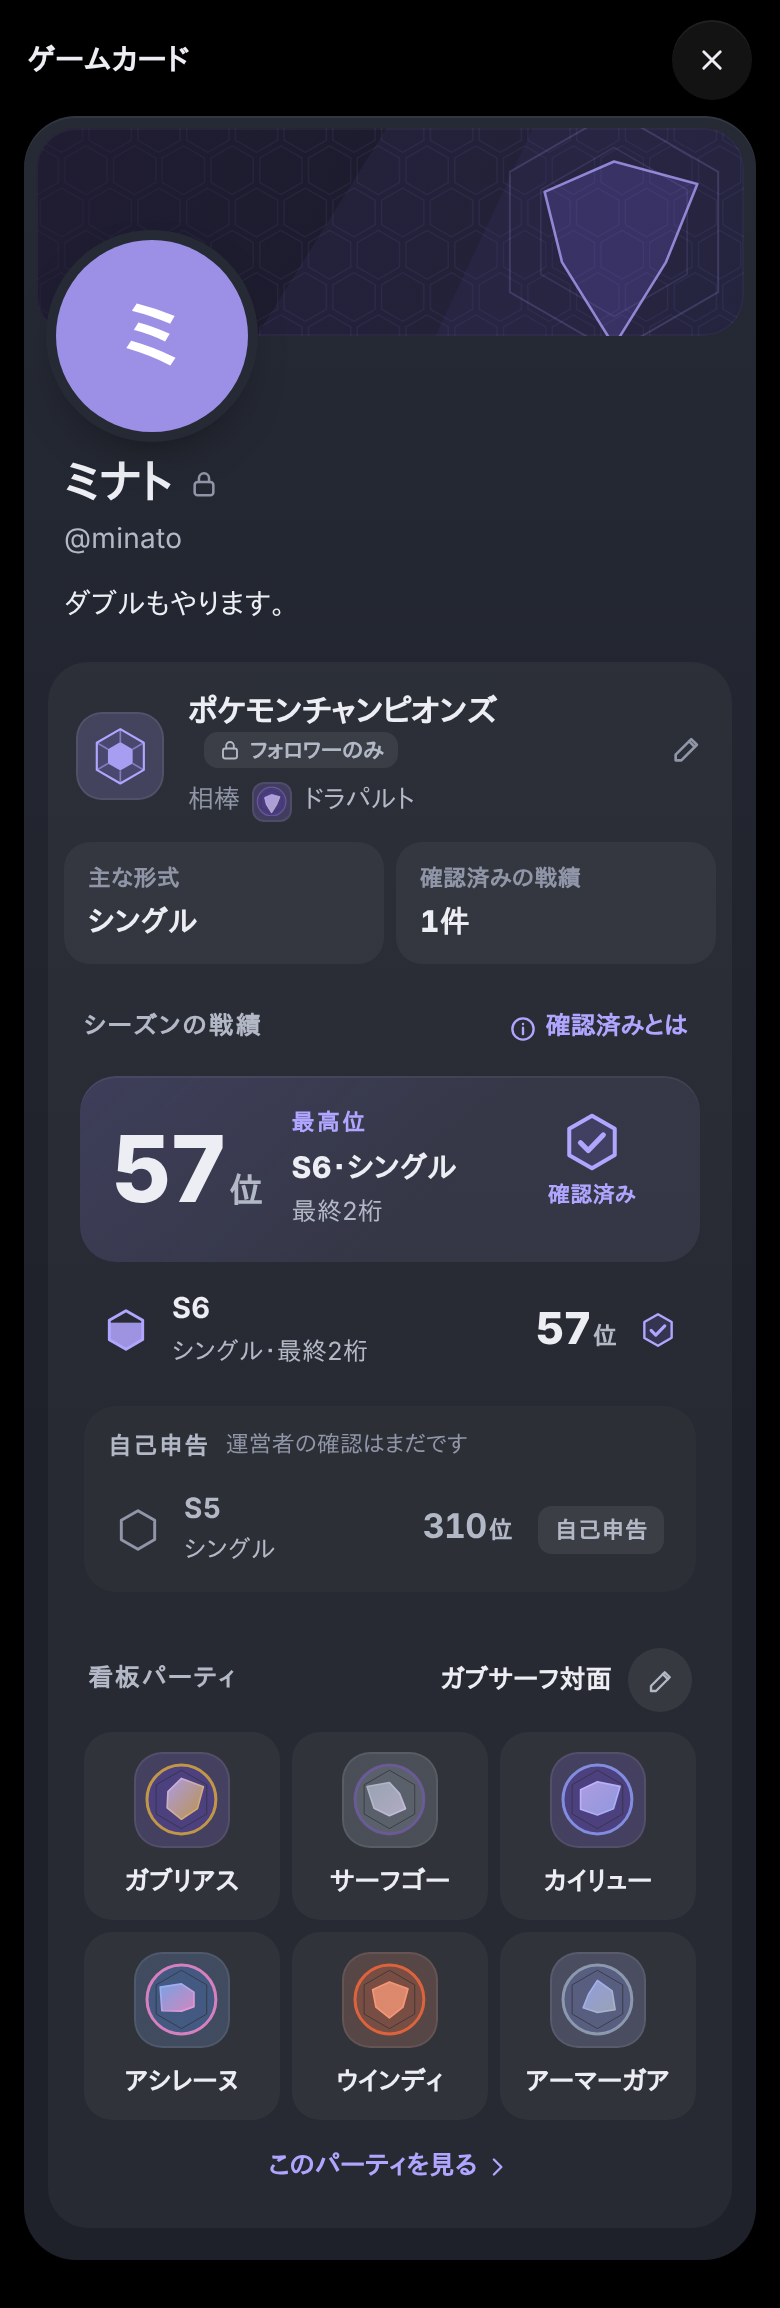 ゲームカード
ミ
ミナト
@minato
ダブルもやります。
ポケモンチャンピオンズ
フォロワーのみ
相棒 ドラパルト
主な形式
シングル
確認済みの戦績
1件
シーズンの戦績
確認済みとは
57位
最高位
S6・シングル
最終2桁
確認済み
S6
シングル・最終2桁
57位
自己申告 運営者の確認はまだです
S5
シングル
310位
自己申告
看板パーティ
ガブサーフ対面
ガブリアス
サーフゴー
カイリュー
アシレーヌ
ウインディ
アーマーガア
このパーティを見る